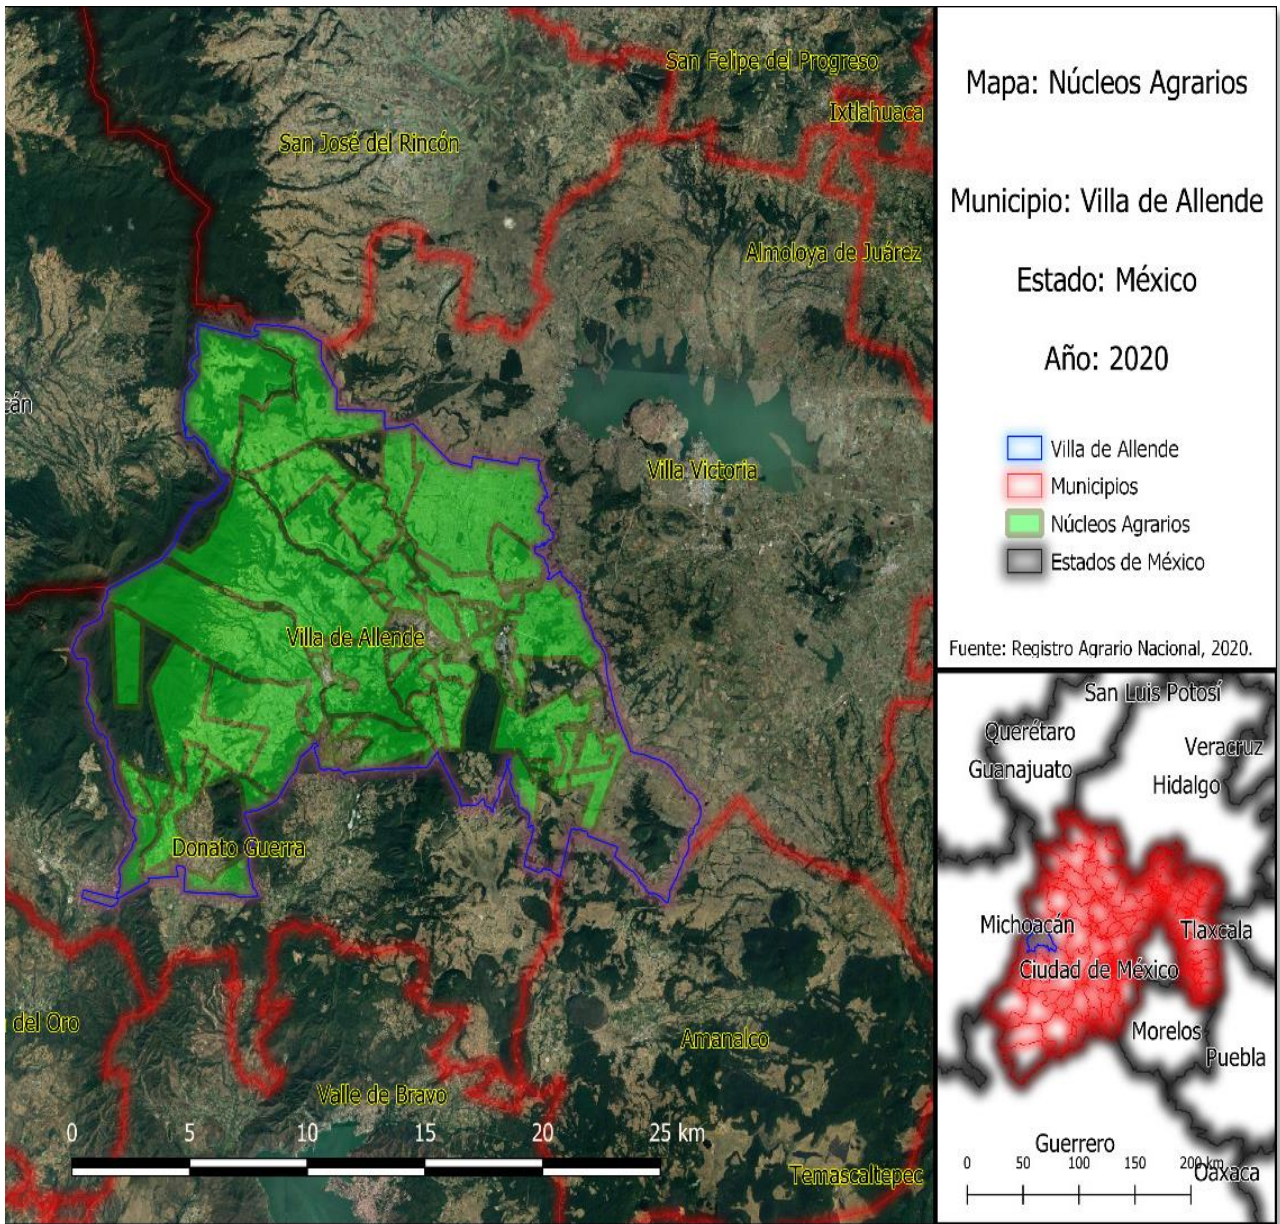 San Felipe del Progreso
Ixtlahuaca
San José del Rincón
Almoloya de Juárez
cán
Villa Victoria
Villa de Allende
Donato Guerra
del Oro
Amanalco
Valle de Bravo
0 5 10 15 20 25 km
Temascaltepec
Mapa: Núcleos Agrarios
Municipio: Villa de Allende
Estado: México
Año: 2020
Villa de Allende
Municipios
Núcleos Agrarios
Estados de México
Fuente: Registro Agrario Nacional, 2020.
San Luis Potosí
Querétaro
Veracruz
Guanajuato
Hidalgo
Michoacán
Tlaxcala
Ciudad de México
Morelos
Puebla
Guerrero
0 50 100 150 200 km
Oaxaca